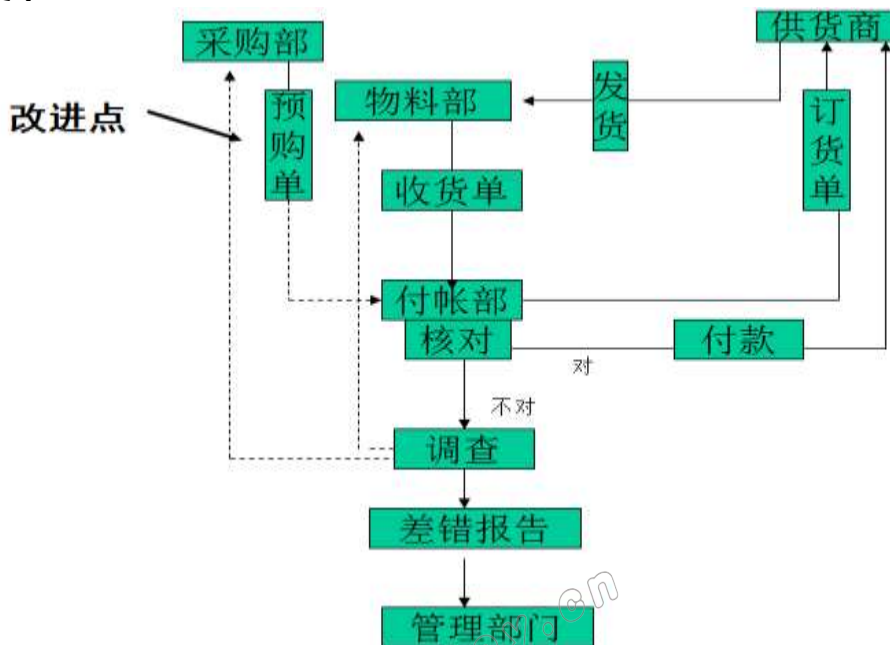 采购部
供货商
改进点
预购单
物料部
发货
订货单
收货单
付帐部
核对
付款
对
不对
调查
差错报告
管理部门